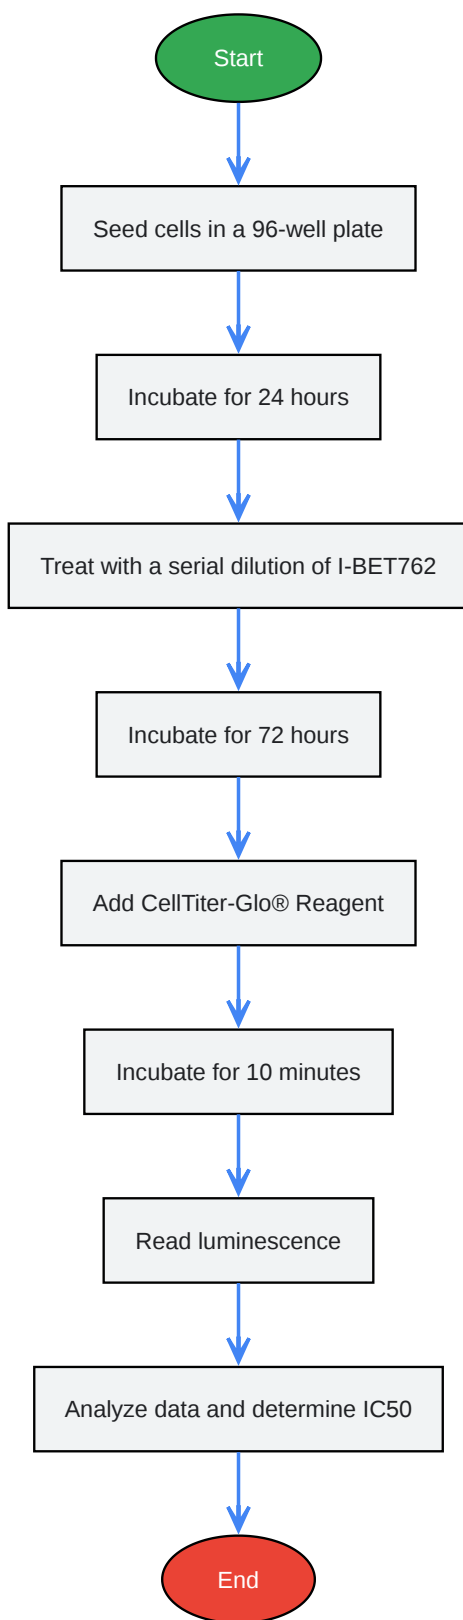 Start
Seed cells in a 96-well plate
Incubate for 24 hours
Treat with a serial dilution of I-BET762
Incubate for 72 hours
Add CellTiter-Glo® Reagent
Incubate for 10 minutes
Read luminescence
Analyze data and determine IC50
End